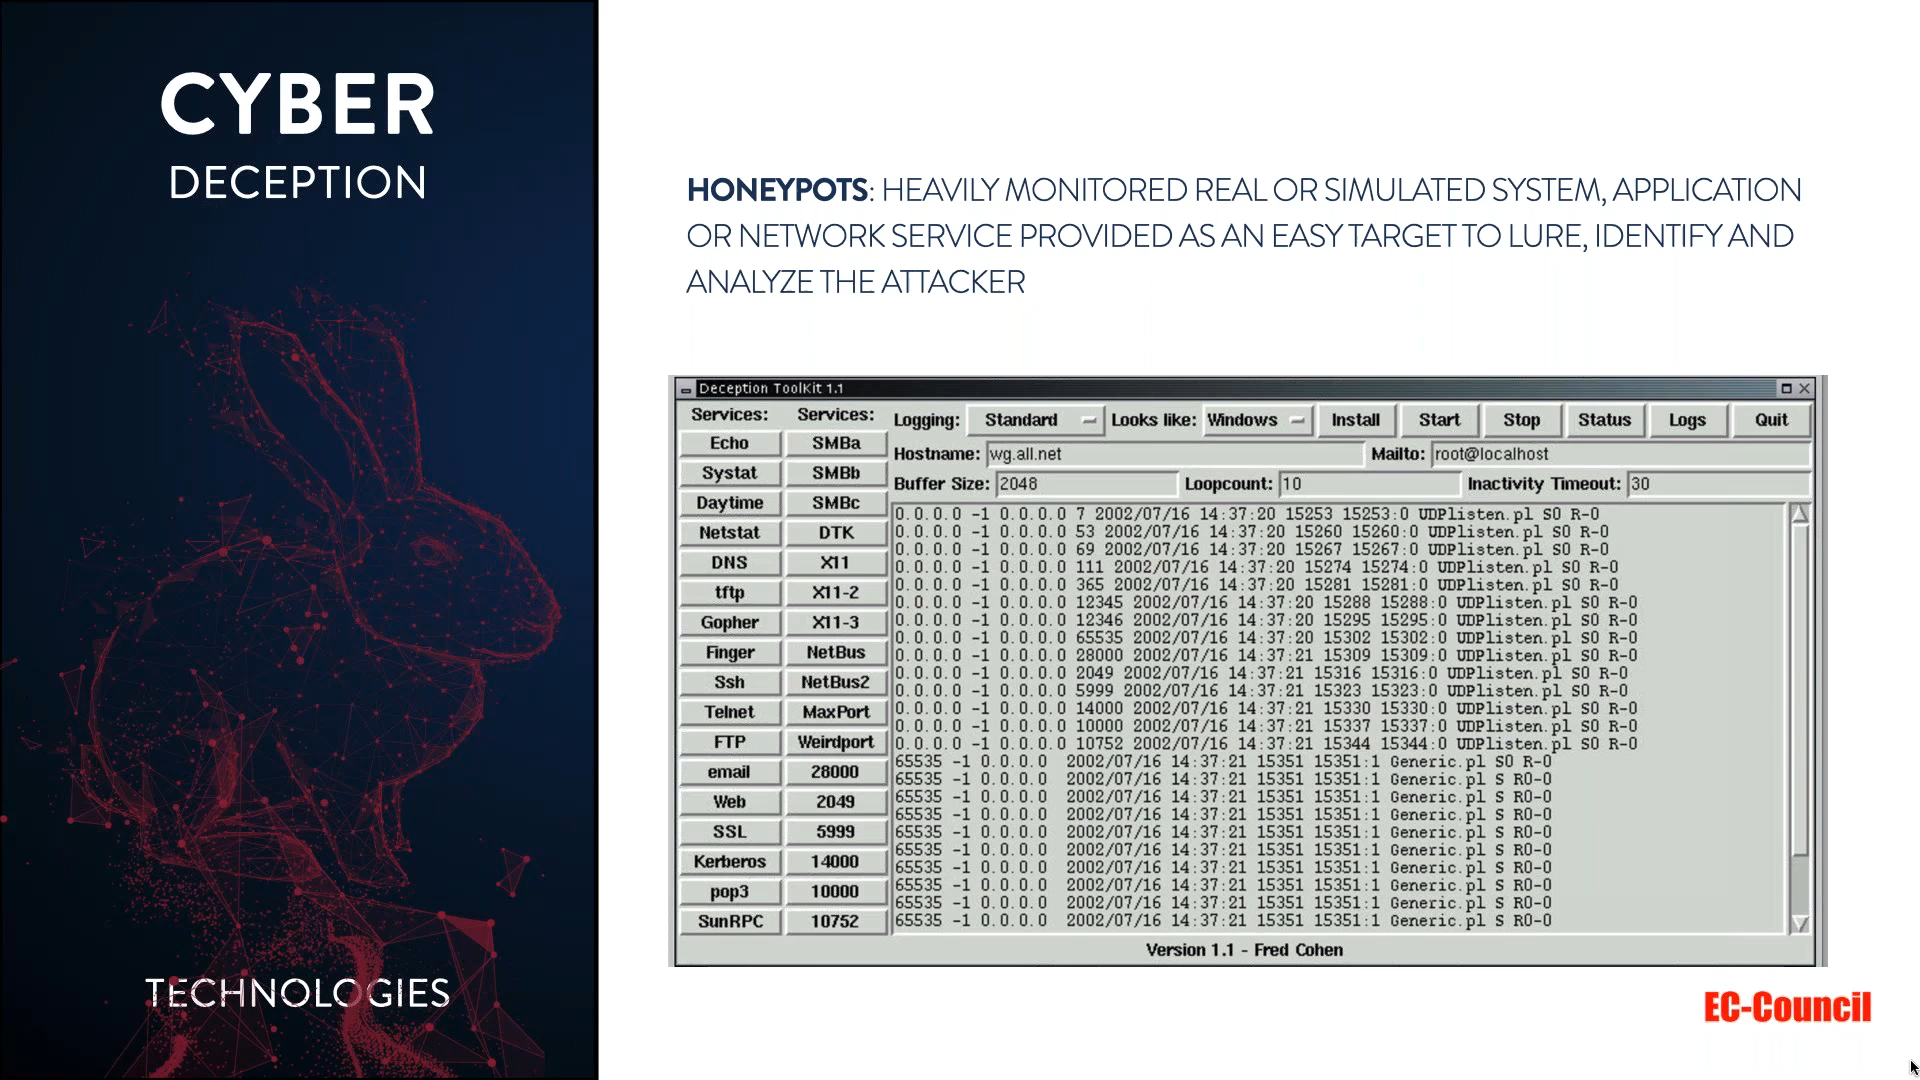 CYBER
DECEPTION
TECHNOLOGIES
HONEYPOTS: HEAVILY MONITORED REAL OR SIMULATED SYSTEM, APPLICATION
OR NETWORK SERVICE PROVIDED AS AN EASY TARGET TO LURE, IDENTIFY AND
ANALYZE THE ATTACKER
Deception ToolKit 1.1
Services: Services: Logging: Standard Looks like: Windows Install Start Stop Status Logs Quit
Echo SMBa
Systat SMBb
Daytime SMBc
Netstat DTK
DNS X11
tftp X11-2
Gopher X11-3
Finger NetBus
Ssh NetBus2
Telnet MaxPort
FTP Weirdport
email 28000
Web 2049
SSL 5999
Kerberos 14000
pop3 10000
SunRPC 10752
Hostname: wg.all.net Mailto: root@localhost
Buffer Size: 2048 Loopcount: 10 Inactivity Timeout: 30
0.0.0.0 -1 0.0.0.0 7 2002/07/16 14:37:20 15253 15253:0 UDPlisten.pl S0 R-0
0.0.0.0 -1 0.0.0.0 53 2002/07/16 14:37:20 15260 15260:0 UDPlisten.pl S0 R-0
0.0.0.0 -1 0.0.0.0 69 2002/07/16 14:37:20 15267 15267:0 UDPlisten.pl S0 R-0
0.0.0.0 -1 0.0.0.0 111 2002/07/16 14:37:20 15274 15274:0 UDPlisten.pl S0 R-0
0.0.0.0 -1 0.0.0.0 365 2002/07/16 14:37:20 15281 15281:0 UDPlisten.pl S0 R-0
0.0.0.0 -1 0.0.0.0 12345 2002/07/16 14:37:20 15288 15288:0 UDPlisten.pl S0 R-0
0.0.0.0 -1 0.0.0.0 12346 2002/07/16 14:37:20 15295 15295:0 UDPlisten.pl S0 R-0
0.0.0.0 -1 0.0.0.0 65535 2002/07/16 14:37:20 15302 15302:0 UDPlisten.pl S0 R-0
0.0.0.0 -1 0.0.0.0 28000 2002/07/16 14:37:21 15309 15309:0 UDPlisten.pl S0 R-0
0.0.0.0 -1 0.0.0.0 2049 2002/07/16 14:37:21 15316 15316:0 UDPlisten.pl S0 R-0
0.0.0.0 -1 0.0.0.0 5999 2002/07/16 14:37:21 15323 15323:0 UDPlisten.pl S0 R-0
0.0.0.0 -1 0.0.0.0 14000 2002/07/16 14:37:21 15330 15330:0 UDPlisten.pl S0 R-0
0.0.0.0 -1 0.0.0.0 10000 2002/07/16 14:37:21 15337 15337:0 UDPlisten.pl S0 R-0
0.0.0.0 -1 0.0.0.0 10752 2002/07/16 14:37:21 15344 15344:0 UDPlisten.pl S0 R-0
65535 -1 0.0.0.0 2002/07/16 14:37:21 15351 15351:1 Generic.pl S0 R-0
65535 -1 0.0.0.0 2002/07/16 14:37:21 15351 15351:1 Generic.pl S R0-0
65535 -1 0.0.0.0 2002/07/16 14:37:21 15351 15351:1 Generic.pl S R0-0
65535 -1 0.0.0.0 2002/07/16 14:37:21 15351 15351:1 Generic.pl S R0-0
65535 -1 0.0.0.0 2002/07/16 14:37:21 15351 15351:1 Generic.pl S R0-0
65535 -1 0.0.0.0 2002/07/16 14:37:21 15351 15351:1 Generic.pl S R0-0
65535 -1 0.0.0.0 2002/07/16 14:37:21 15351 15351:1 Generic.pl S R0-0
65535 -1 0.0.0.0 2002/07/16 14:37:21 15351 15351:1 Generic.pl S R0-0
65535 -1 0.0.0.0 2002/07/16 14:37:21 15351 15351:1 Generic.pl S R0-0
65535 -1 0.0.0.0 2002/07/16 14:37:21 15351 15351:1 Generic.pl S R0-0
Version 1.1 - Fred Cohen
EC-Council